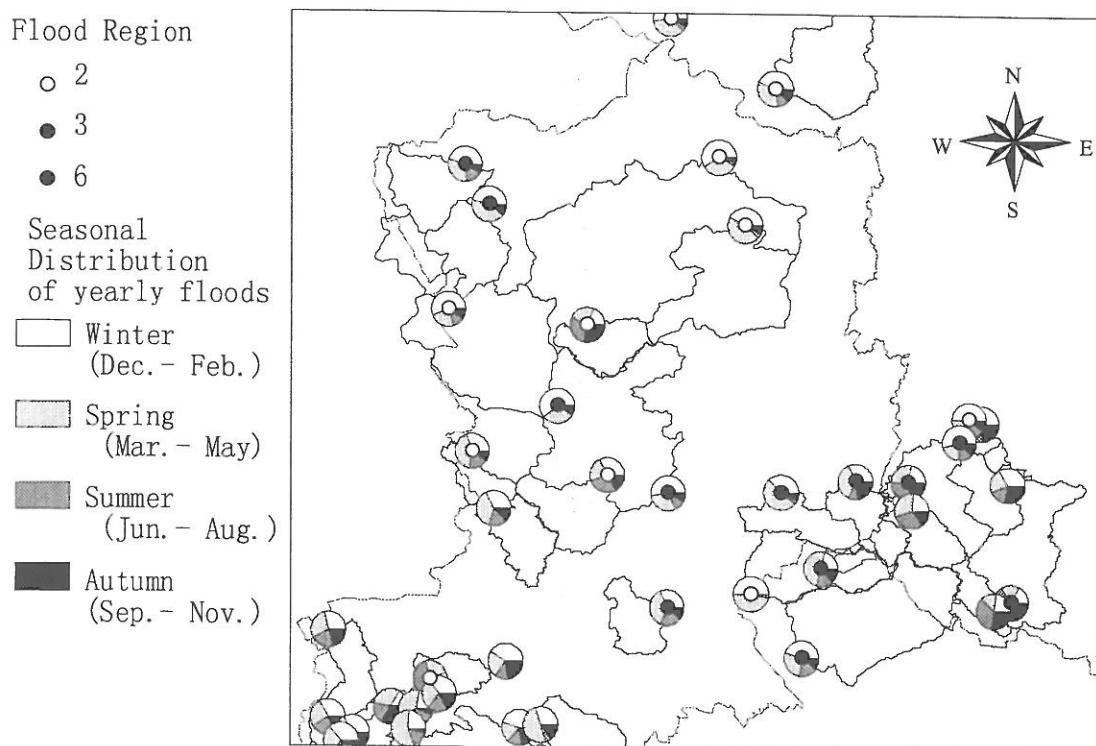 Flood Region
2
3
6
Seasonal
Distribution
of yearly floods
Winter
(Dec.- Feb.)
Spring
(Mar.- May)
Summer
(Jun.- Aug.)
Autumn
(Sep.- Nov.)
N
W E
S